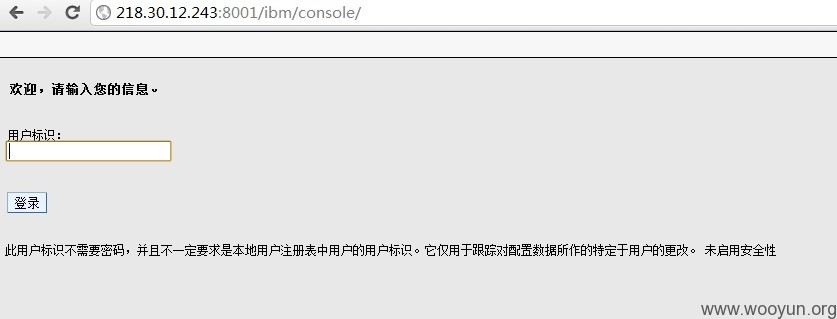 218.30.12.243:8001/ibm/console/
欢迎，请输入您的信息。
用户标识：
登录
此用户标识不需要密码，并且不一定要求是本地用户注册表中用户的用户标识。它仅用于跟踪对配置数据所作的特定于用户的更改。 未启用安全性
www.wooyun.org